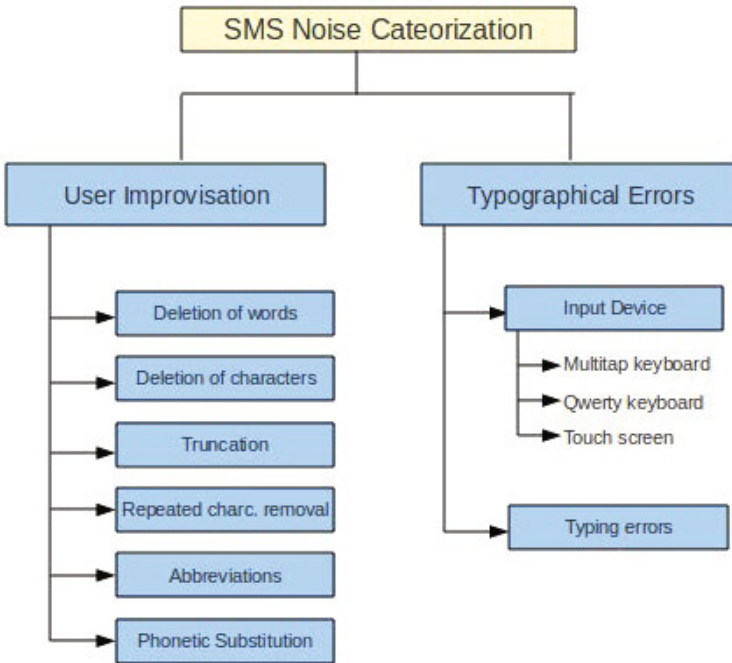 SMS Noise Cateorization
User Improvisation
Deletion of words
Deletion of characters
Truncation
Repeated charc. removal
Abbreviations
Phonetic Substitution
Typographical Errors
Input Device
Multitap keyboard
Qwerty keyboard
Touch screen
Typing errors